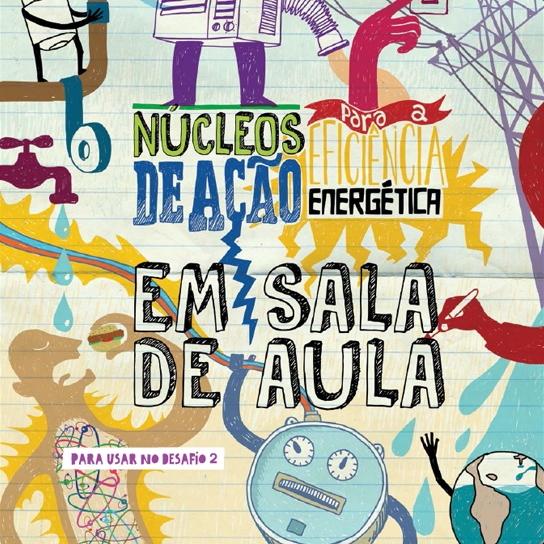 NÚCLEOS
DE AÇÃO
para a
EFICIÊNCIA
ENERGÉTICA
EM SALA
DE AULA
PARA USAR NO DESAFIO 2